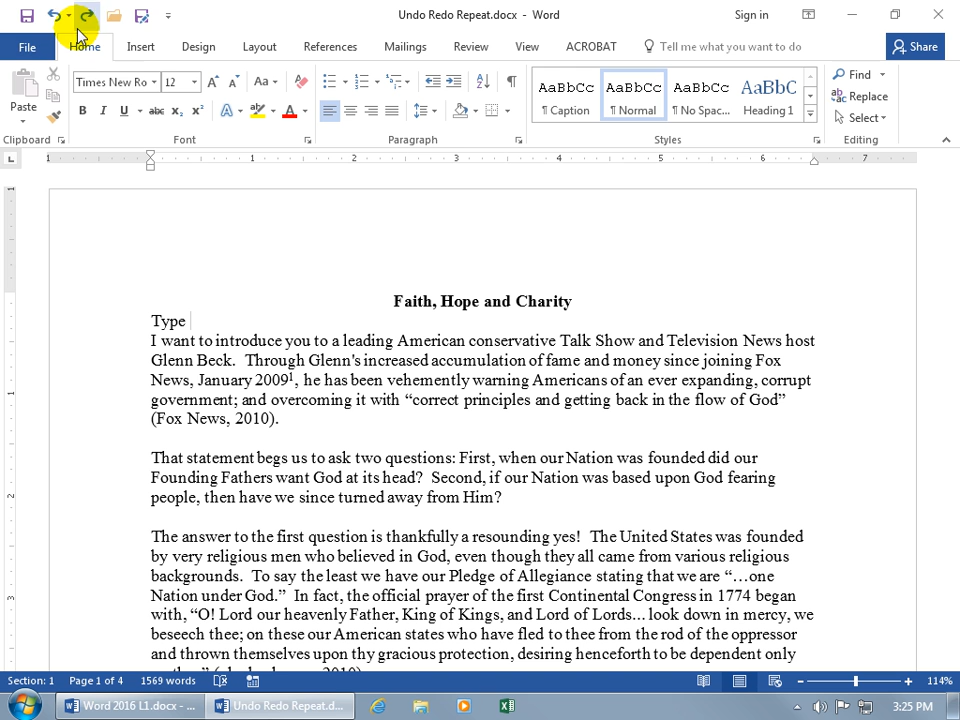 Undo Redo Repeat.docx - Word
Sign in
File Home Insert Design Layout References Mailings Review View ACROBAT Tell me what you want to do Share
Paste
Times New Ro 12 Aa
B I U abc x₂ x² A A
AaBbCc AaBbCc AaBbCc AaBbC
¶ Caption ¶ Normal ¶ No Spac... Heading 1
Find
Replace
Select
Clipboard Font Paragraph Styles Editing
1 1 2 3 4 5 6 7
Faith, Hope and Charity
Type
I want to introduce you to a leading American conservative Talk Show and Television News host
Glenn Beck.  Through Glenn's increased accumulation of fame and money since joining Fox
News, January 2009¹, he has been vehemently warning Americans of an ever expanding, corrupt
government; and overcoming it with “correct principles and getting back in the flow of God”
(Fox News, 2010).
That statement begs us to ask two questions: First, when our Nation was founded did our
Founding Fathers want God at its head?  Second, if our Nation was based upon God fearing
people, then have we since turned away from Him?
The answer to the first question is thankfully a resounding yes!  The United States was founded
by very religious men who believed in God, even though they all came from various religious
backgrounds.  To say the least we have our Pledge of Allegiance stating that we are “…one
Nation under God.”  In fact, the official prayer of the first Continental Congress in 1774 began
with, “O! Lord our heavenly Father, King of Kings, and Lord of Lords... look down in mercy, we
beseech thee; on these our American states who have fled to thee from the rod of the oppressor
and thrown themselves upon thy gracious protection, desiring henceforth to be dependent only
Section: 1 Page 1 of 4 1569 words 114%
Word 2016 L1.docx - ... Undo Redo Repeat.d... 3:25 PM